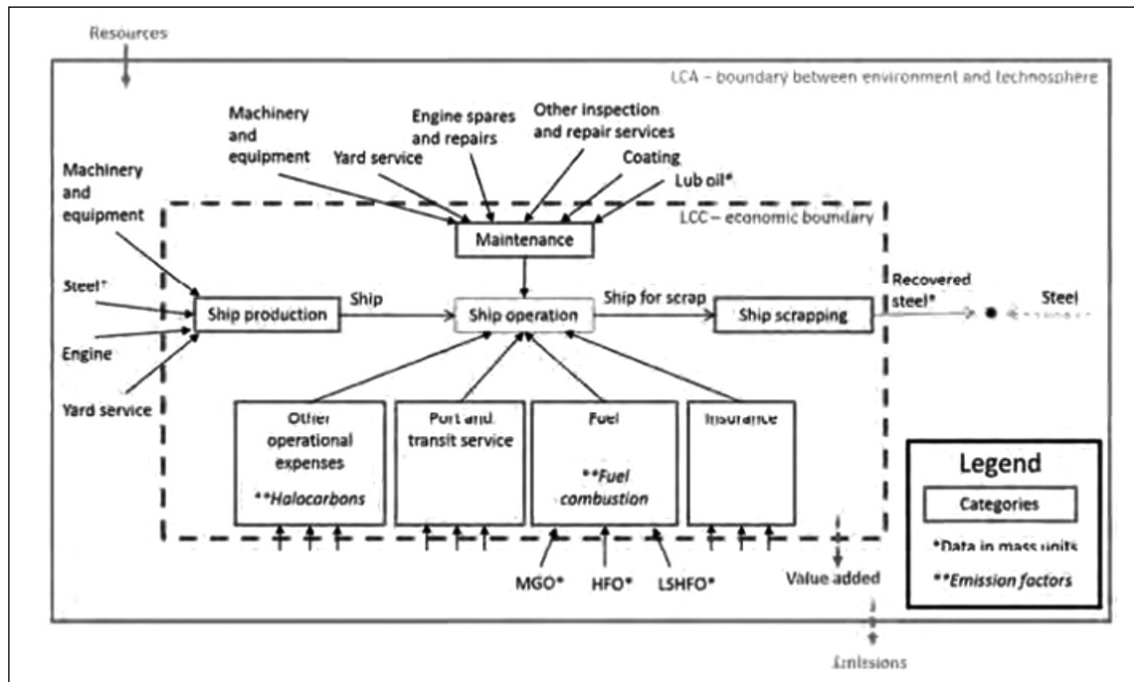 Resources
LCA – boundary between environment and technosphere
Machinery
and
equipment
Yard service
Engine spares
and repairs
Other inspection
and repair services
Coating
Lub oil*
Machinery
and
equipment
Steel*
Engine
Yard service
LCC – economic boundary
Maintenance
Ship production
Ship
Ship operation
Ship for scrap
Ship scrapping
Recovered
steel*
Steel
Other
operational
expenses
**Halocarbons
Port and
transit service
Fuel
**Fuel
combustion
Insurance
MGO*
HFO*
LSHFO*
Value added
Emissions
Legend
Categories
*Data in mass units
**Emission factors